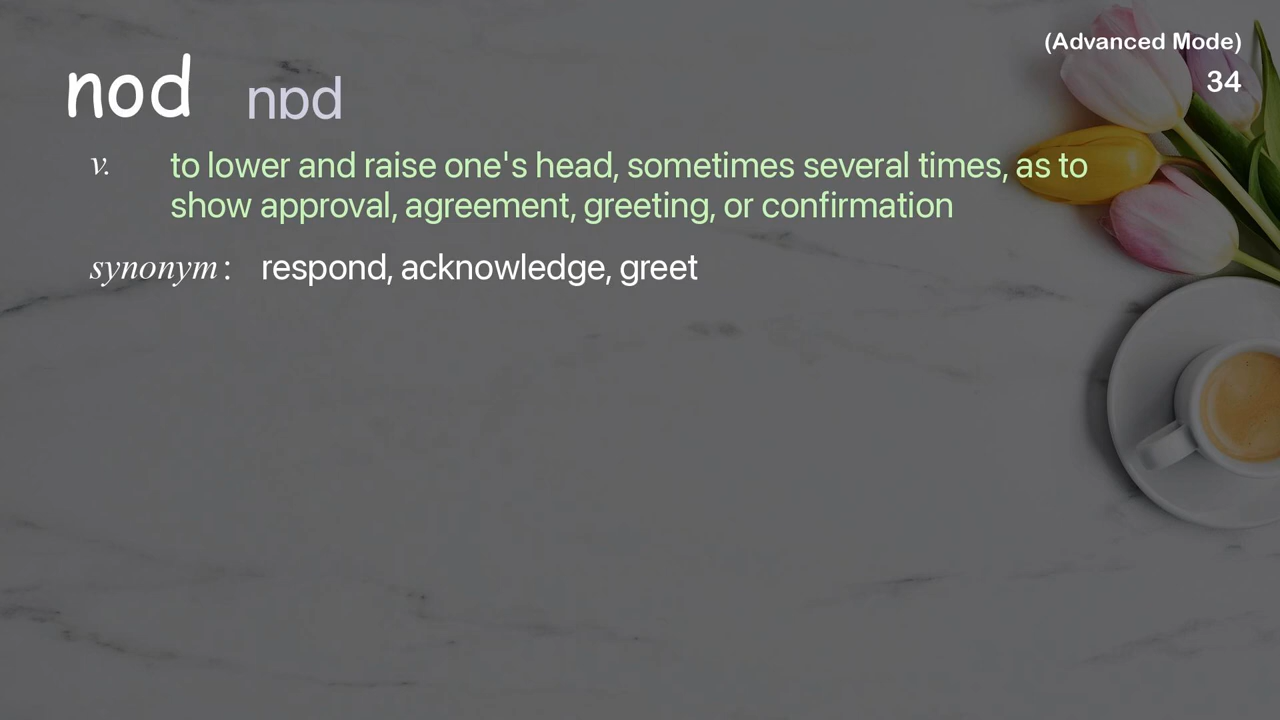 (Advanced Mode)
nod nɒd
34
v. to lower and raise one's head, sometimes several times, as to
show approval, agreement, greeting, or confirmation
synonym : respond, acknowledge, greet